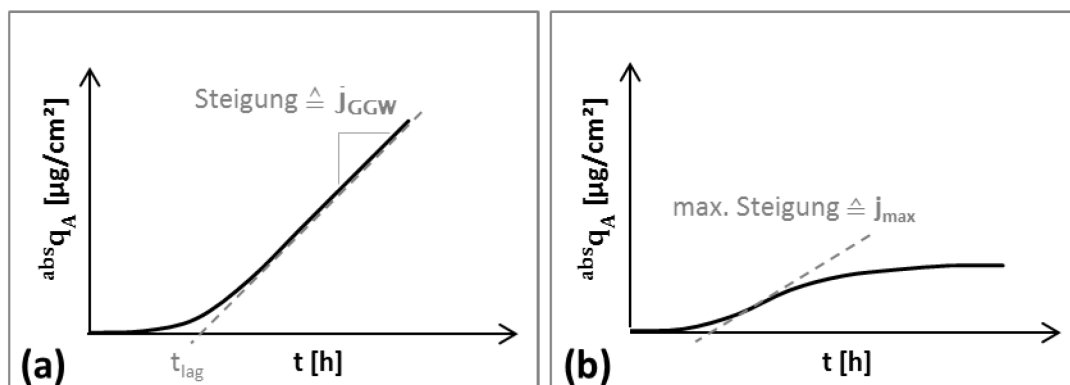 Steigung ≙ j_GGW
absq_A [µg/cm²]
t_lag
t [h]
(a)
max. Steigung ≙ j_max
absq_A [µg/cm²]
t [h]
(b)